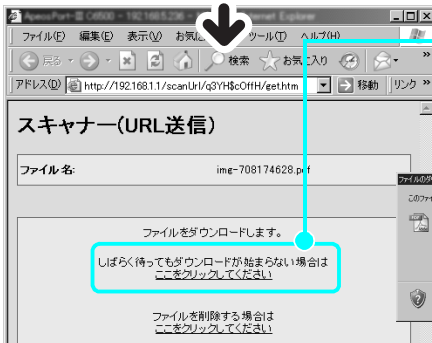 ApeosPort-II C6500 - 192.168.5.236 - Internet Explorer
ファイル(F) 編集(E) 表示(V) お気に ツール(T) ヘルプ(H)
戻る 検索 お気に入り »
アドレス(D) http://192.168.1.1/scanUrl/q3YH$cOffH/get.htm 移動 リンク »
スキャナー(URL送信)
ファイル名: img-708174628.pdf
ファイルのダ
このファイ
ファイルをダウンロードします。
しばらく待ってもダウンロードが始まらない場合は
ここをクリックしてください
ファイルを削除する場合は
ここをクリックしてください